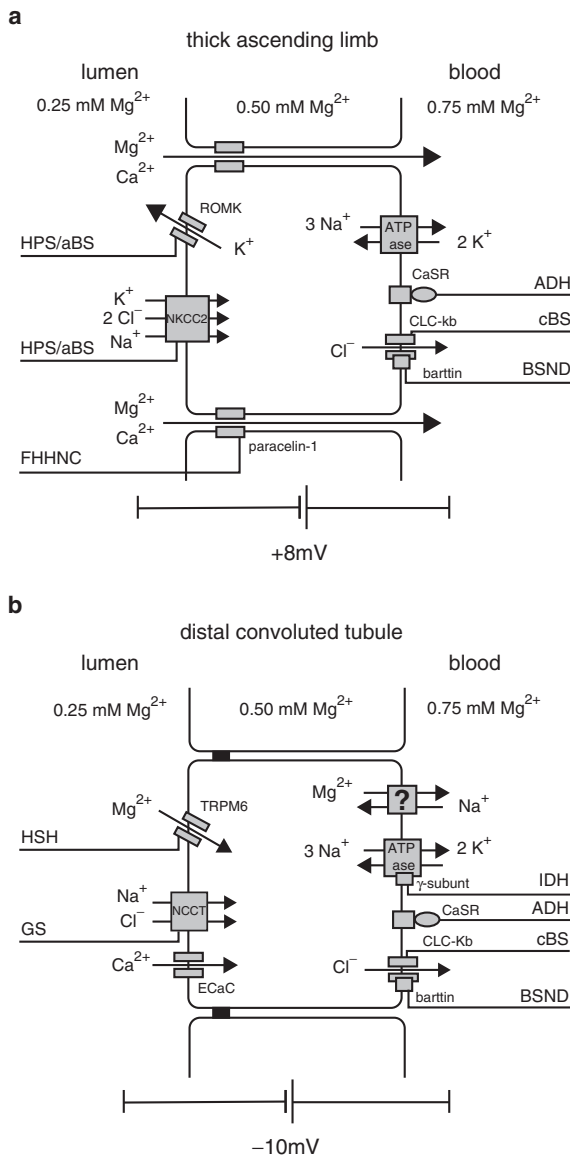 a
thick ascending limb
lumen
blood
0.25 mM Mg²⁺
0.50 mM Mg²⁺
0.75 mM Mg²⁺
Mg²⁺
Ca²⁺
ROMK
K⁺
HPS/aBS
3 Na⁺
ATP
ase
2 K⁺
CaSR
ADH
K⁺
2 Cl⁻
Na⁺
NKCC2
HPS/aBS
CLC-kb
cBS
Cl⁻
barttin
BSND
Mg²⁺
Ca²⁺
paracelin-1
FHHNC
+8mV
b
distal convoluted tubule
lumen
blood
0.25 mM Mg²⁺
0.50 mM Mg²⁺
0.75 mM Mg²⁺
Mg²⁺
TRPM6
HSH
Mg²⁺
?
Na⁺
3 Na⁺
ATP
ase
2 K⁺
γ-subunt
IDH
Na⁺
Cl⁻
NCCT
GS
CaSR
ADH
CLC-Kb
cBS
Ca²⁺
ECaC
Cl⁻
barttin
BSND
−10mV